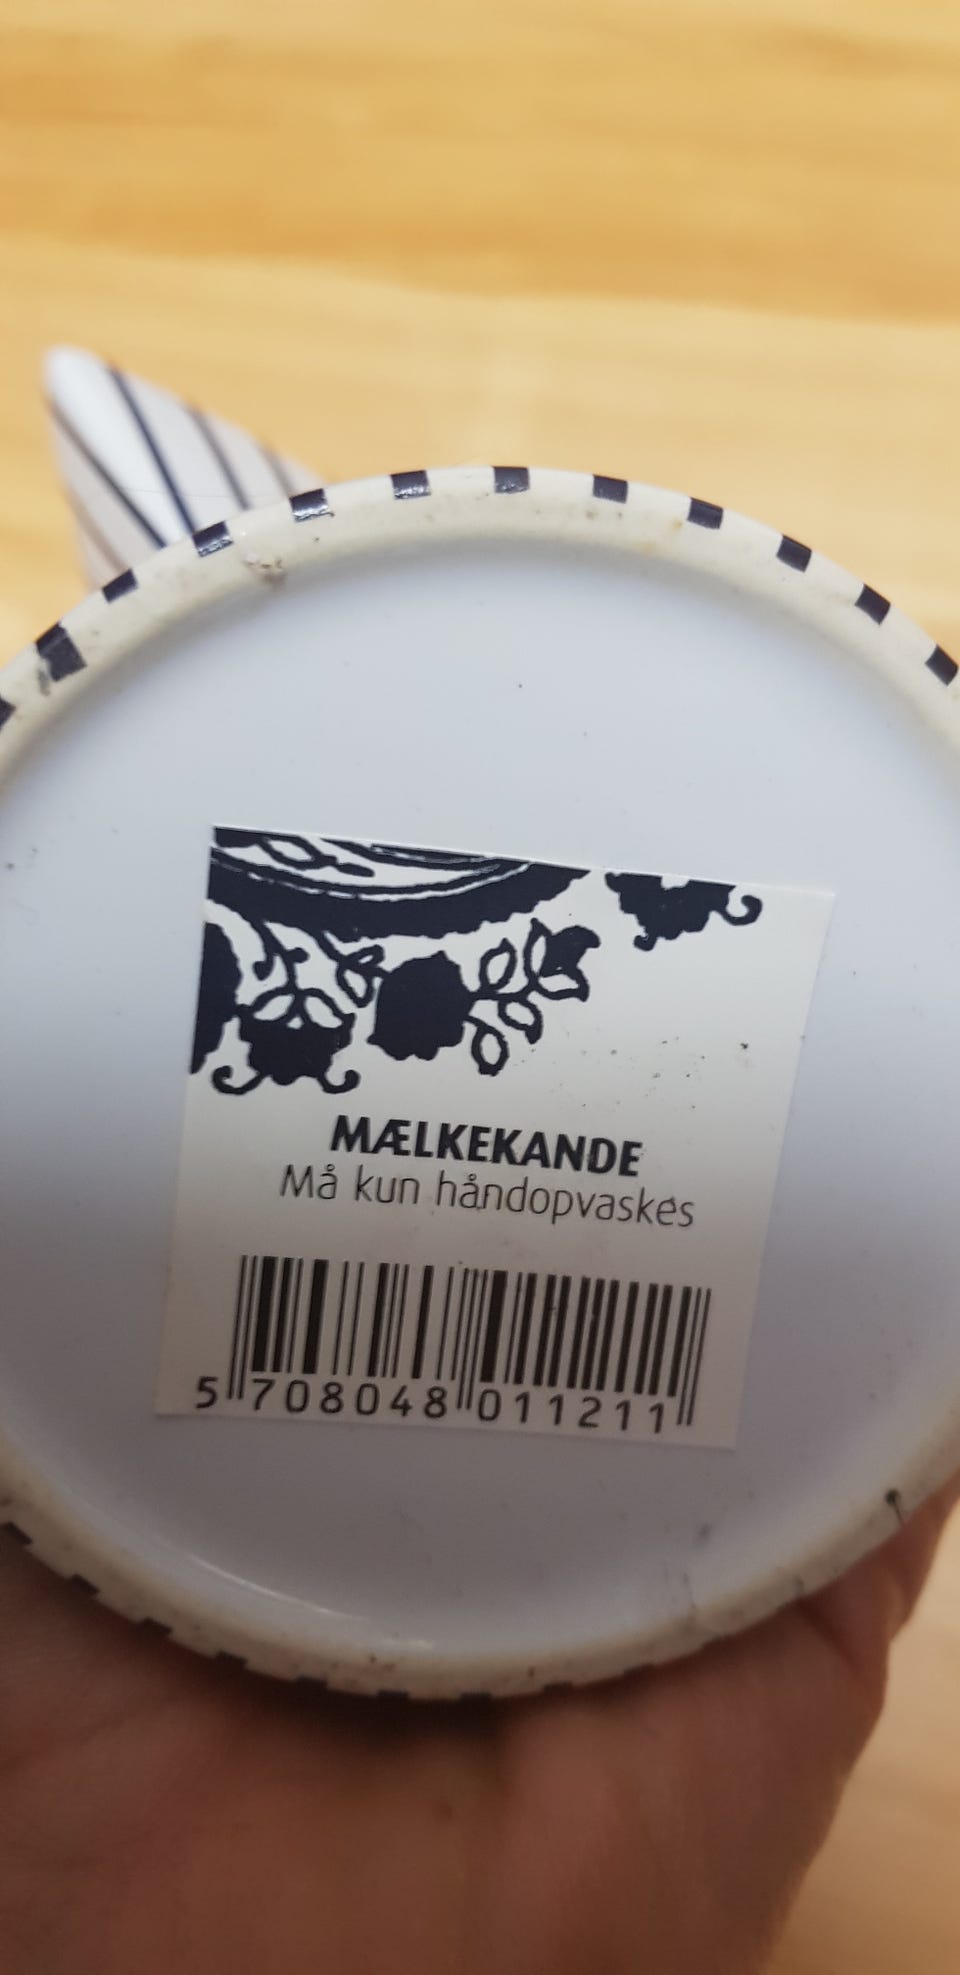 MÆLKEKANDE
Må kun håndopvaskes
5 708048 011211